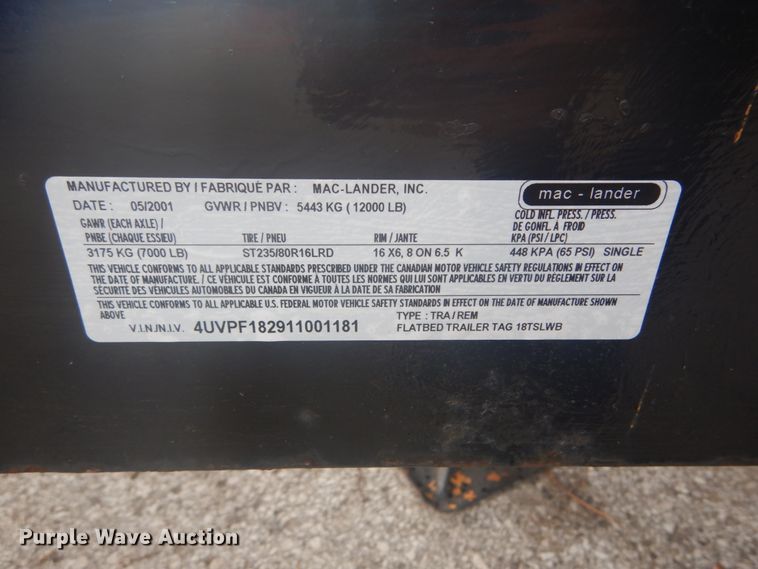 MANUFACTURED BY / FABRIQUÉ PAR : MAC-LANDER, INC.
mac - lander
DATE : 05/2001 GVWR / PNBV : 5443 KG ( 12000 LB)
COLD INFL. PRESS. / PRESS.
DE GONFL. À FROID
KPA (PSI / LPC)
GAWR (EACH AXLE) /
PNBE (CHAQUE ESSIEU) TIRE / PNEU RIM / JANTE
3175 KG (7000 LB) ST235/80R16LRD 16 X6, 8 ON 6.5 K 448 KPA (65 PSI) SINGLE
THIS VEHICLE CONFORMS TO ALL APPLICABLE STANDARDS PRESCRIBED UNDER THE CANADIAN MOTOR VEHICLE SAFETY REGULATIONS IN EFFECT ON
THE DATE OF MANUFACTURE. / CE VÉHICULE EST CONFORME À TOUTES LES NORMES QUI LUI SONT APPLICABLES EN VERTU DU RÈGLEMENT SUR LA
SÉCURITÉ DES VÉHICULES AUTOMOBILES DU CANADA EN VIGUEUR À LA DATE DE SA FABRICATION.
THIS VEHICLE CONFORMS TO ALL APPLICABLE U.S. FEDERAL MOTOR VEHICLE SAFETY STANDARDS IN EFFECT ON THE DATE OF MANUFACTURE SHOWN
ABOVE
TYPE : TRA / REM
V.I.N./N.I.V. 4UVPF182911001181 FLATBED TRAILER TAG 18TSLWB
Purple Wave Auction